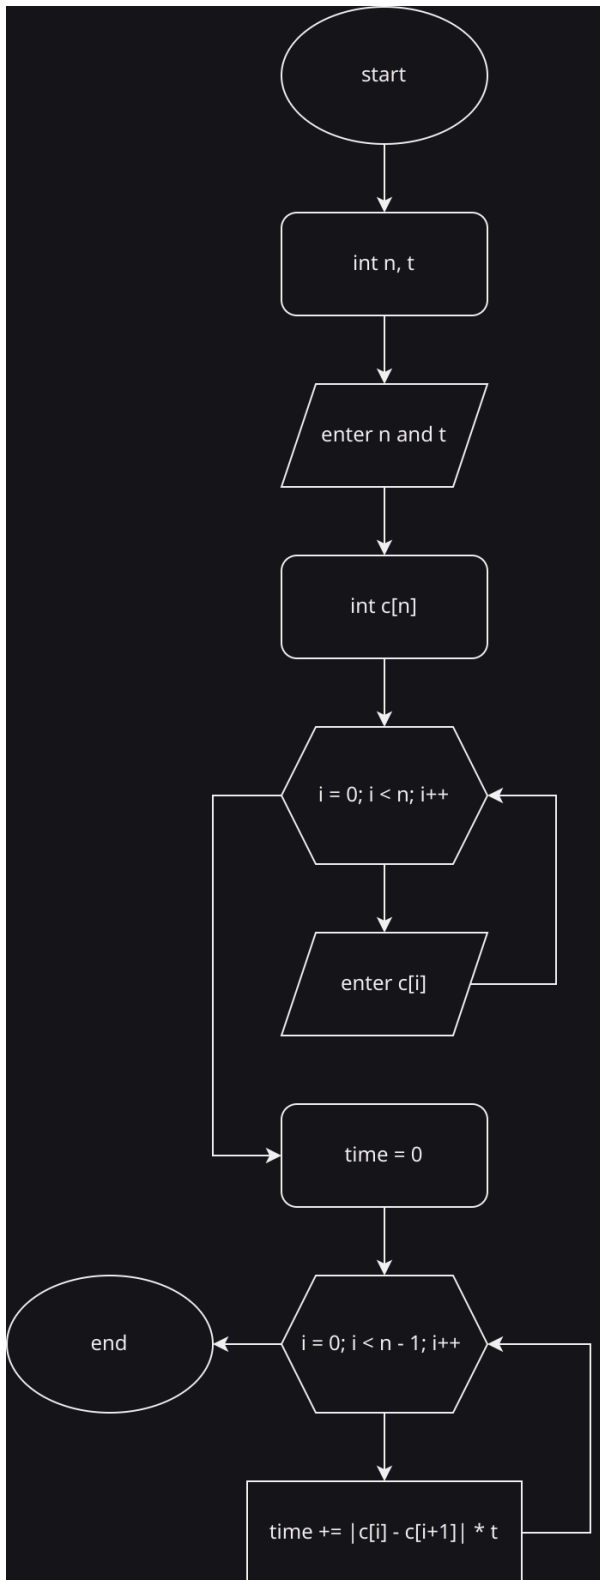 start
int n, t
enter n and t
int c[n]
i = 0; i < n; i++
enter c[i]
time = 0
end
i = 0; i < n - 1; i++
time += |c[i] - c[i+1]| * t